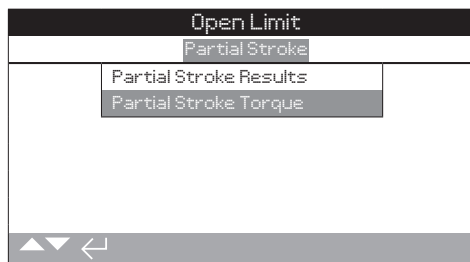 Open Limit
Partial Stroke
Partial Stroke Results
Partial Stroke Torque